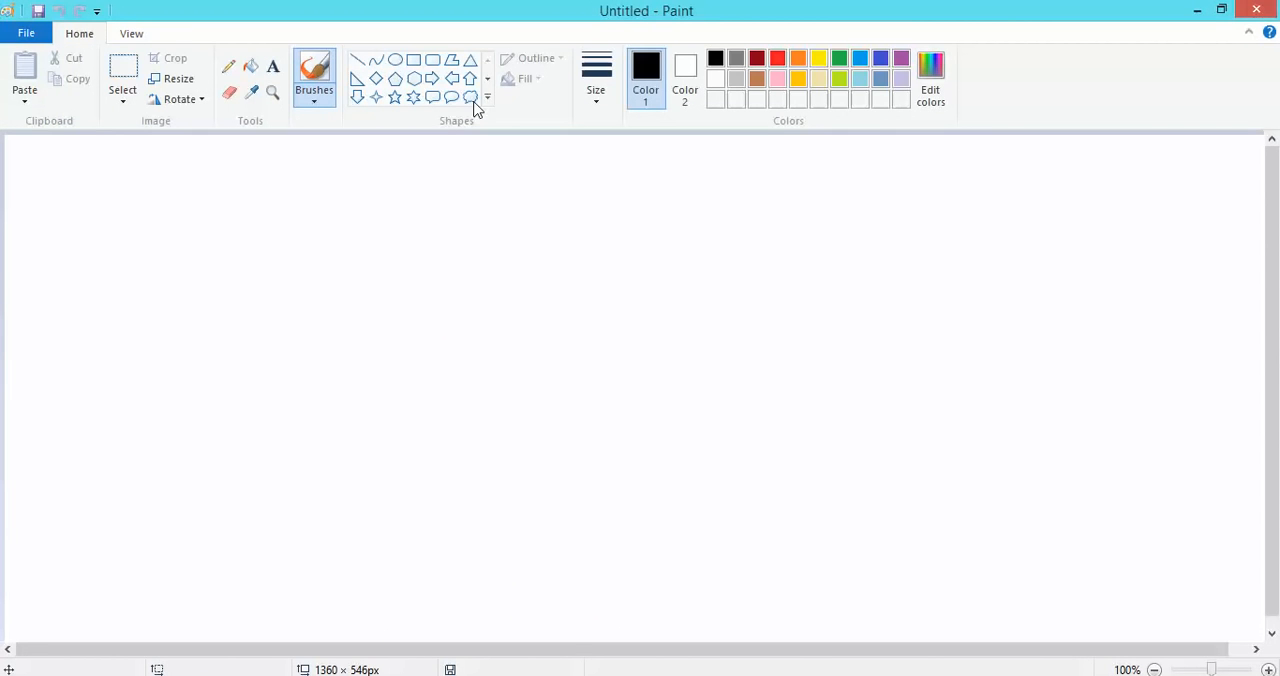 Untitled - Paint
File Home View
Paste
Cut
Copy
Clipboard
Select
Crop
Resize
Rotate
Image
A
Tools
Brushes
Outline
Fill
Shapes
Size
Color 1
Color 2
Edit colors
Colors
1360 × 546px
100%